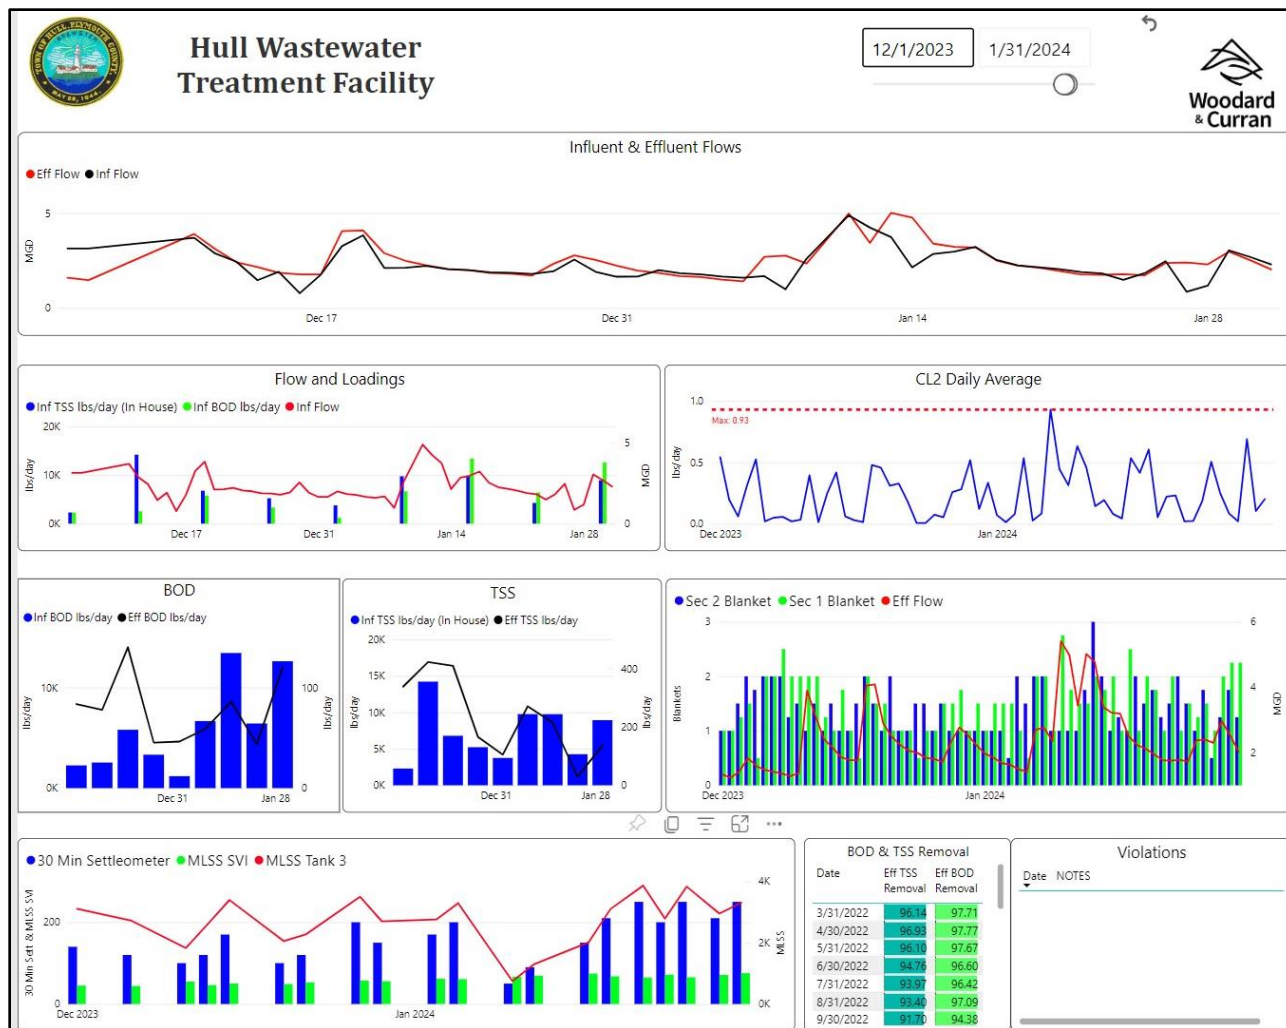 TOWN OF HULL, PLYMOUTH COUNTY.
MAY 29, 1644.
Hull Wastewater
Treatment Facility
12/1/2023
1/31/2024
Woodard
& Curran
Influent & Effluent Flows
Eff Flow Inf Flow
5
MGD
0
Dec 17 Dec 31 Jan 14 Jan 28
Flow and Loadings
Inf TSS lbs/day (In House) Inf BOD lbs/day Inf Flow
20K
10K
0K
lbs/day
5
0
MGD
Dec 17 Dec 31 Jan 14 Jan 28
CL2 Daily Average
1.0
Max: 0.93
0.5
0.0
lbs/day
Dec 2023 Jan 2024
BOD
Inf BOD lbs/day Eff BOD lbs/day
10K
0K
lbs/day
100
0
lbs/day
Dec 31 Jan 28
TSS
Inf TSS lbs/day (In House) Eff TSS lbs/day
20K
15K
10K
5K
0K
lbs/day
400
200
0
lbs/day
Dec 31 Jan 28
Sec 2 Blanket Sec 1 Blanket Eff Flow
3
2
1
0
Blankets
6
4
2
MGD
Dec 2023 Jan 2024
30 Min Settleometer MLSS SVI MLSS Tank 3
200
0
30 Min Sett & MLSS SVI
4K
2K
0K
MLSS
Dec 2023 Jan 2024
BOD & TSS Removal
Date Eff TSS Eff BOD
Removal Removal
3/31/2022 96.14 97.71
4/30/2022 96.93 97.77
5/31/2022 96.10 97.67
6/30/2022 94.76 96.60
7/31/2022 93.97 96.42
8/31/2022 93.40 97.09
9/30/2022 91.70 94.38
Violations
Date NOTES